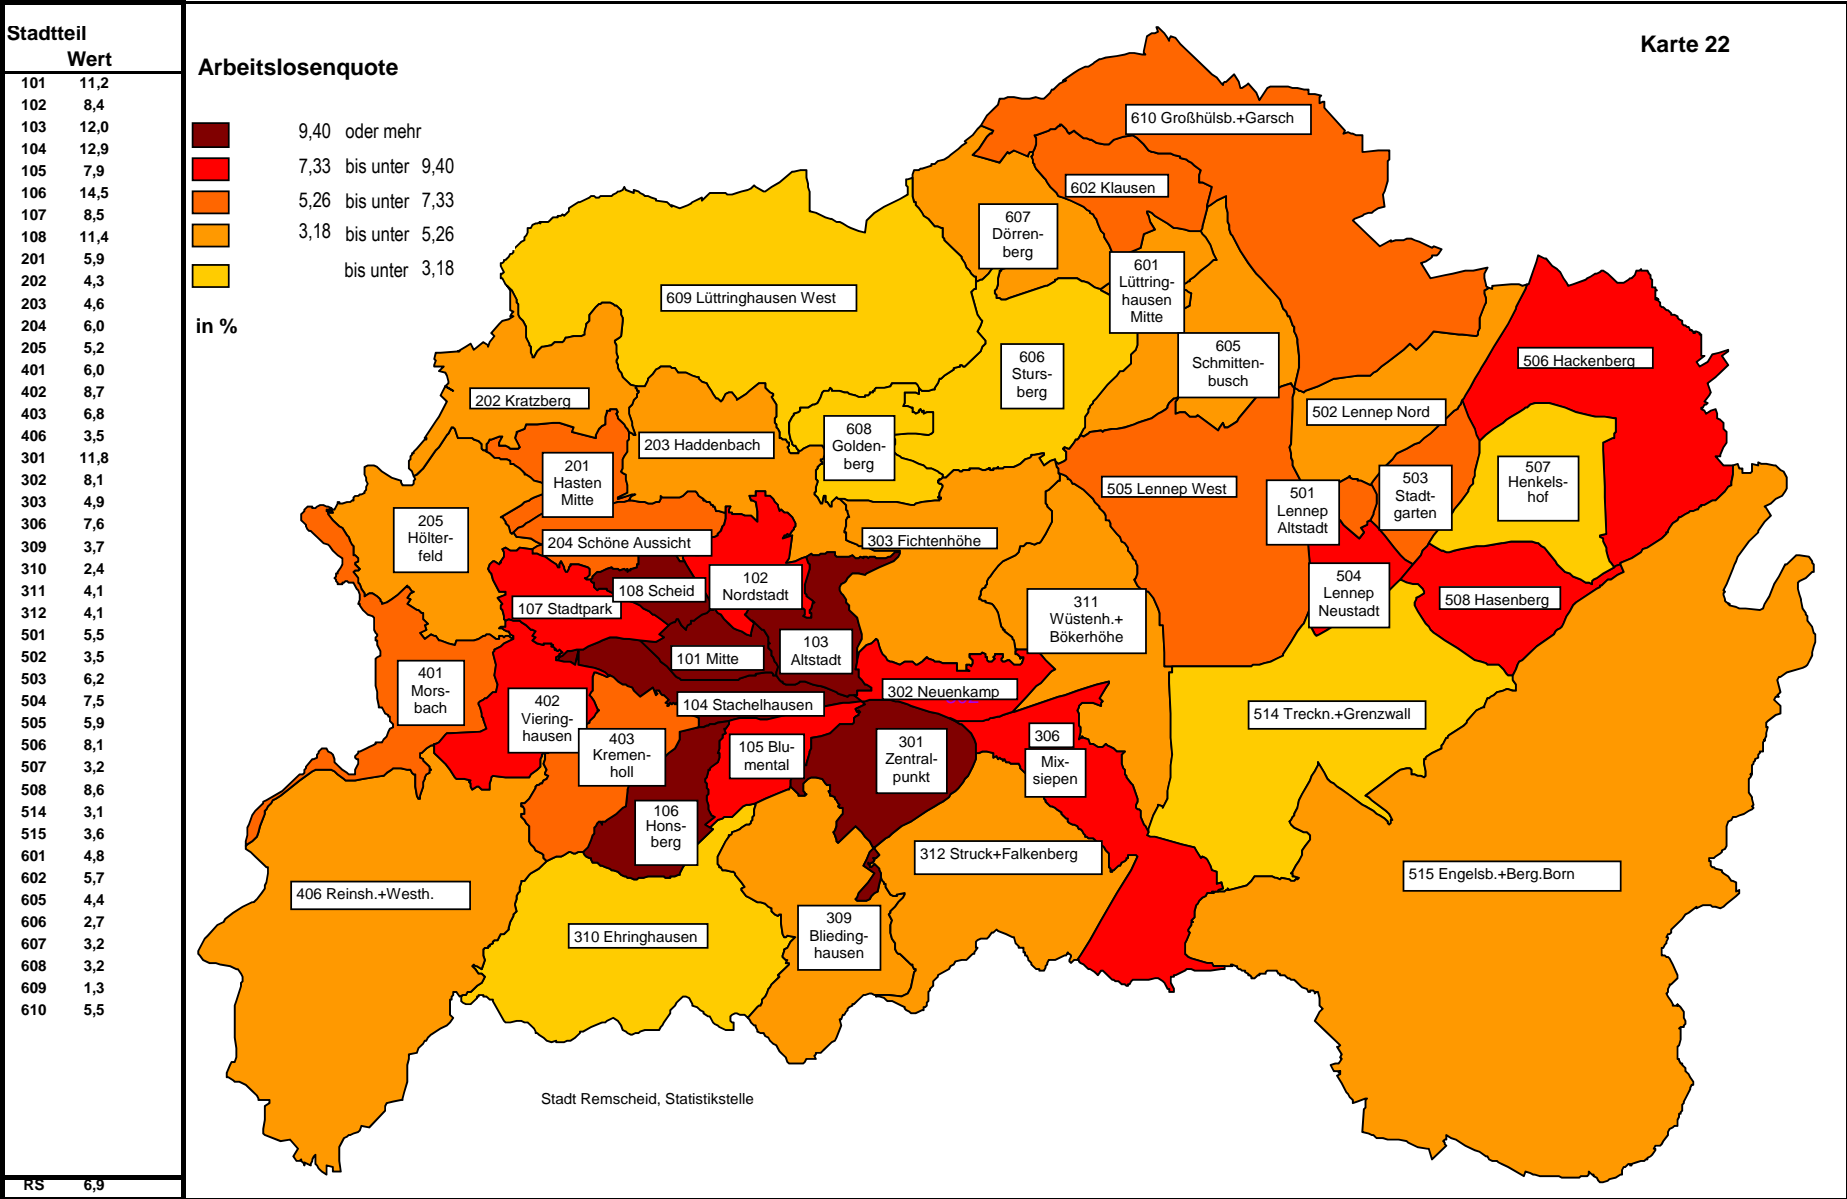 Stadtteil
Wert
101 11,2
102 8,4
103 12,0
104 12,9
105 7,9
106 14,5
107 8,5
108 11,4
201 5,9
202 4,3
203 4,6
204 6,0
205 5,2
401 6,0
402 8,7
403 6,8
406 3,5
301 11,8
302 8,1
303 4,9
306 7,6
309 3,7
310 2,4
311 4,1
312 4,1
501 5,5
502 3,5
503 6,2
504 7,5
505 5,9
506 8,1
507 3,2
508 8,6
514 3,1
515 3,6
601 4,8
602 5,7
605 4,4
606 2,7
607 3,2
608 3,2
609 1,3
610 5,5
RS 6,9
Karte 22
Arbeitslosenquote
9,40 oder mehr
7,33 bis unter 9,40
5,26 bis unter 7,33
3,18 bis unter 5,26
bis unter 3,18
in %
610 Großhülsb.+Garsch
602 Klausen
607
Dörren-
berg
601
Lüttring-
hausen
Mitte
609 Lüttringhausen West
605
Schmitten-
busch
606
Sturs-
berg
506 Hackenberg
202 Kratzberg
502 Lennep Nord
203 Haddenbach
608
Golden-
berg
201
Hasten
Mitte
507
Henkels-
hof
503
Stadt-
garten
505 Lennep West
501
Lennep
Altstadt
205
Hölter-
feld
204 Schöne Aussicht
303 Fichtenhöhe
102
Nordstadt
108 Scheid
504
Lennep
Neustadt
508 Hasenberg
107 Stadtpark
311
Wüstenh.+
Bökerhöhe
103
Altstadt
101 Mitte
401
Mors-
bach
302 Neuenkamp
402
Viering-
hausen
104 Stachelhausen
514 Treckn.+Grenzwall
403
Kremen-
holl
105 Blu-
mental
301
Zentral-
punkt
306
Mix-
siepen
106
Hons-
berg
312 Struck+Falkenberg
515 Engelsb.+Berg.Born
406 Reinsh.+Westh.
310 Ehringhausen
309
Blieding-
hausen
Stadt Remscheid, Statistikstelle